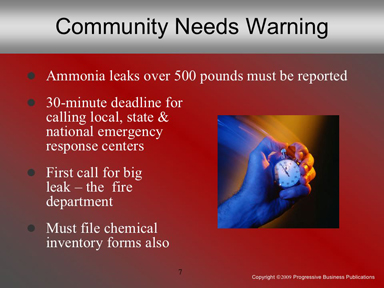 Community Needs Warning
Ammonia leaks over 500 pounds must be reported
30-minute deadline for
calling local, state &
national emergency
response centers
First call for big
leak – the fire
department
Must file chemical
inventory forms also
7
Copyright ©2009 Progressive Business Publications